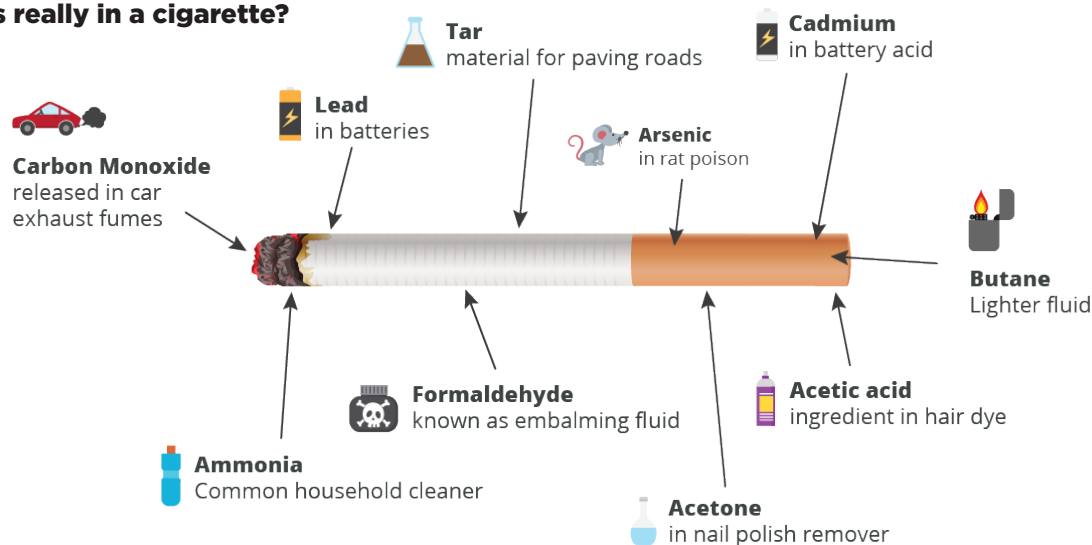 s really in a cigarette?
Tar
material for paving roads
Cadmium
in battery acid
Lead
in batteries
Arsenic
in rat poison
Carbon Monoxide
released in car
exhaust fumes
Butane
Lighter fluid
Formaldehyde
known as embalming fluid
Acetic acid
ingredient in hair dye
Ammonia
Common household cleaner
Acetone
in nail polish remover